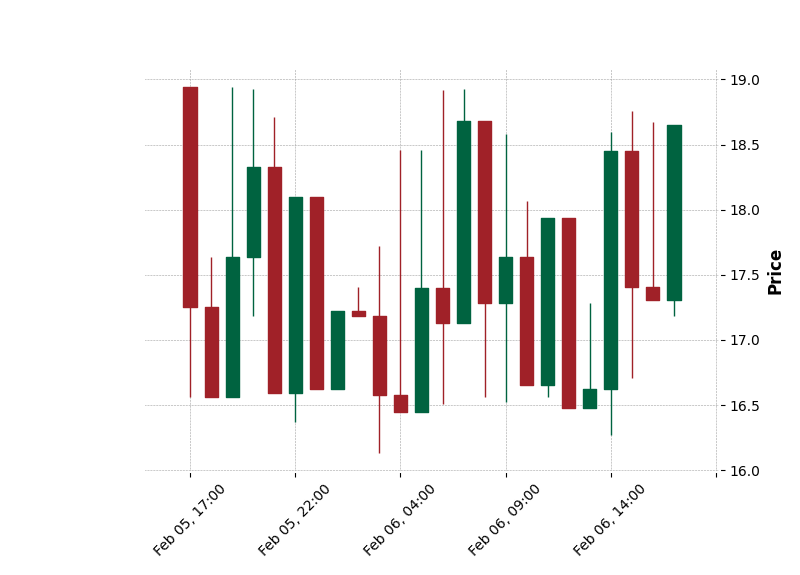 19.0
18.5
18.0
17.5
17.0
16.5
16.0
Price
Feb 05, 17:00
Feb 05, 22:00
Feb 06, 04:00
Feb 06, 09:00
Feb 06, 14:00